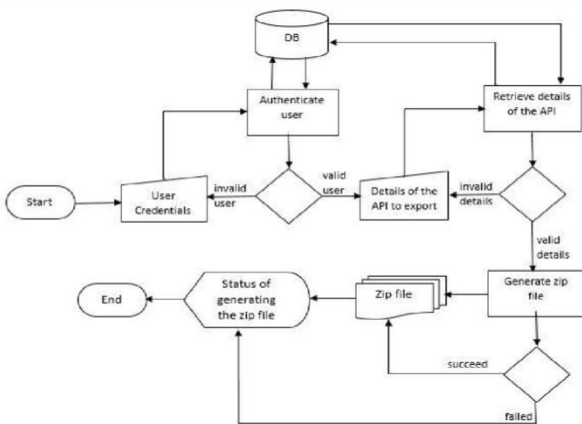 DB
Authenticate
user
Retrieve details
of the API
Start
User
Credentials
invalid
user
valid
user
Details of the
API to export
invalid
details
valid
details
End
Status of
generating
the zip file
Zip file
Generate zip
file
succeed
failed